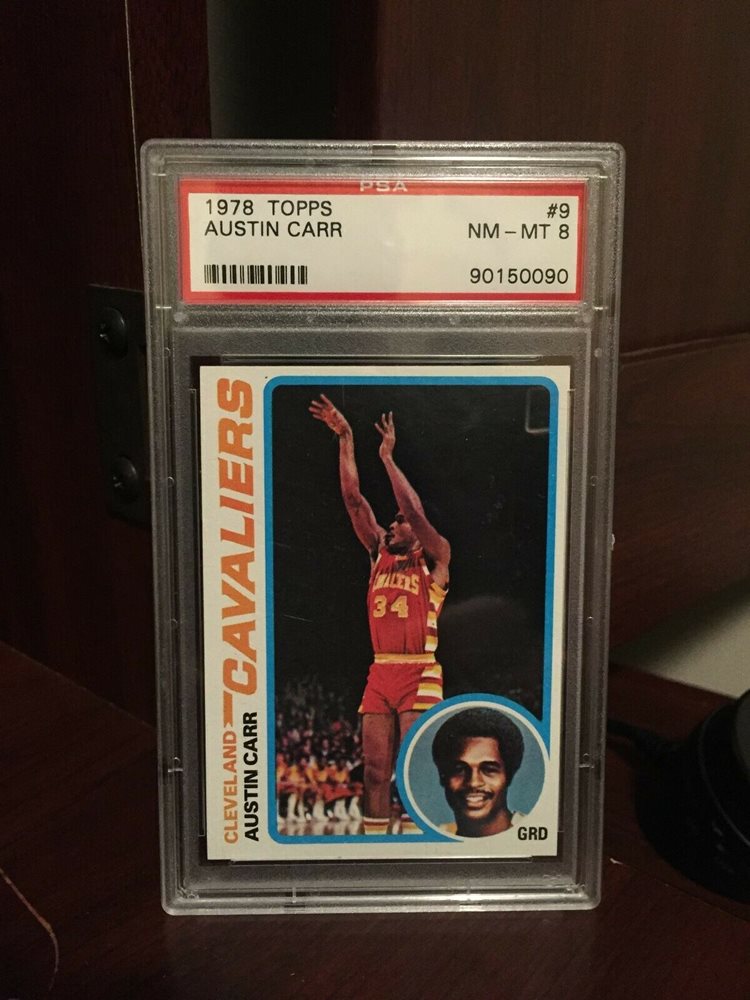 PSA
1978 TOPPS #9
AUSTIN CARR NM-MT 8
90150090
CLEVELAND CAVALIERS
AUSTIN CARR
34
GRD